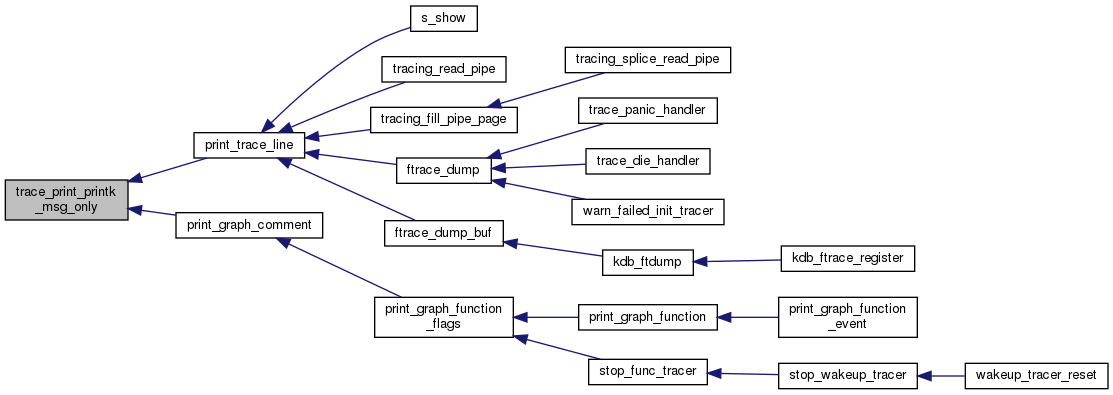 s_show
tracing_splice_read_pipe
tracing_read_pipe
trace_panic_handler
tracing_fill_pipe_page
print_trace_line
trace_die_handler
ftrace_dump
trace_print_printk
_msg_only
warn_failed_init_tracer
print_graph_comment
ftrace_dump_buf
kdb_ftdump
kdb_ftrace_register
print_graph_function
_flags
print_graph_function
print_graph_function
_event
stop_func_tracer
stop_wakeup_tracer
wakeup_tracer_reset